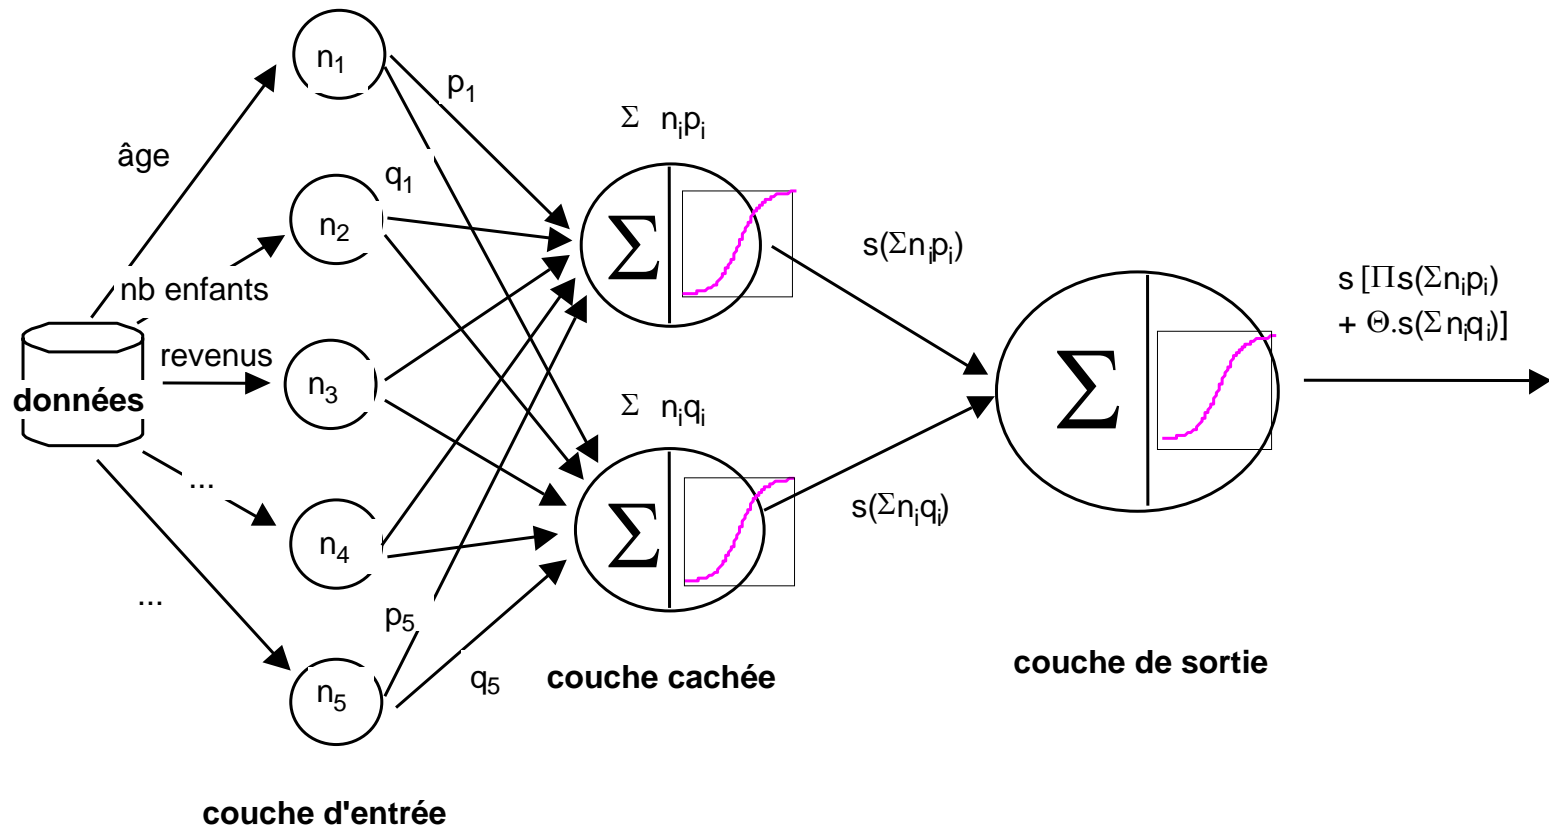 n1
p1
Σ nipi
âge
q1
n2
s(Σnipi)
s [Πs(Σnipi)
+ Θ.s(Σniqi)]
nb enfants
Σ
revenus
n3
données
Σ
Σ niqi
...
n4
Σ
s(Σniqi)
...
p5
n5
q5
couche cachée
couche de sortie
couche d'entrée